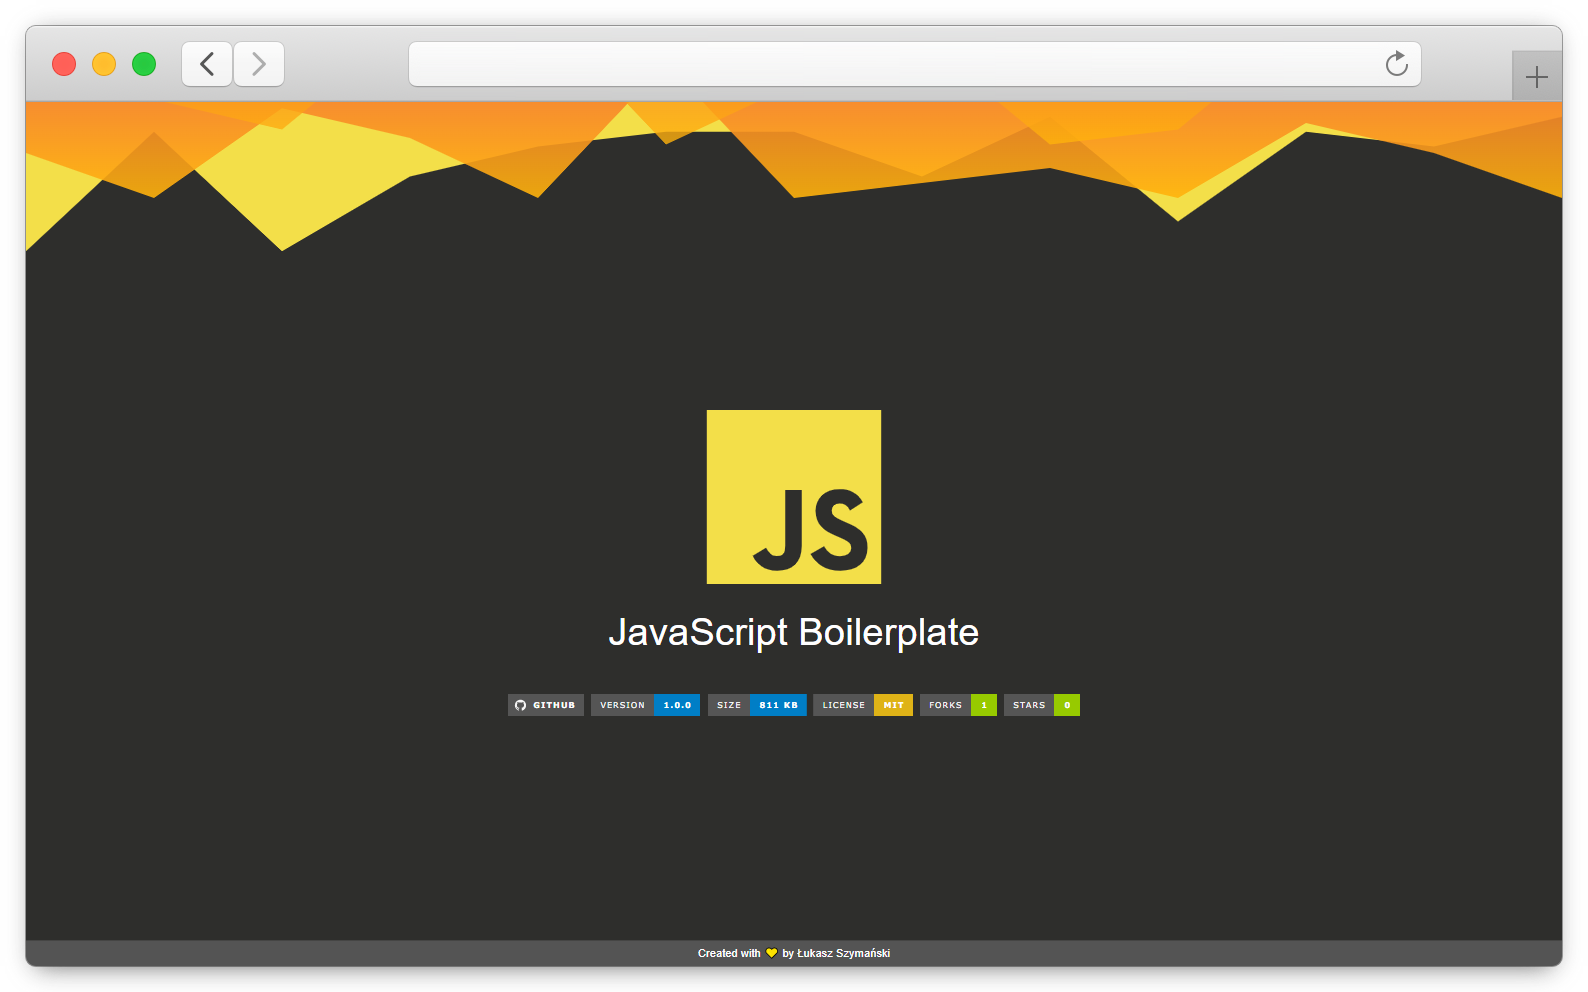 JS
JavaScript Boilerplate
GITHUB VERSION 1.0.0 SIZE 811 KB LICENSE MIT FORKS 1 STARS 0
Created with 💛 by Łukasz Szymański